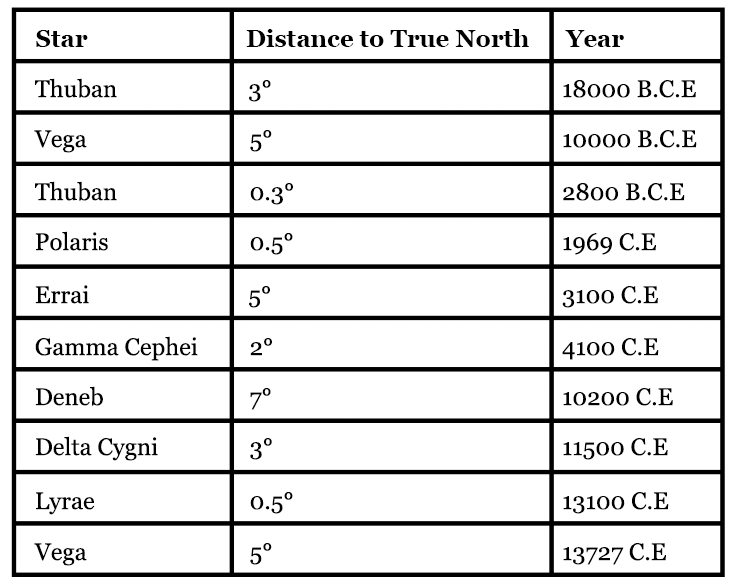 Star Distance to True North Year
Thuban 3° 18000 B.C.E
Vega 5° 10000 B.C.E
Thuban 0.3° 2800 B.C.E
Polaris 0.5° 1969 C.E
Errai 5° 3100 C.E
Gamma Cephei 2° 4100 C.E
Deneb 7° 10200 C.E
Delta Cygni 3° 11500 C.E
Lyrae 0.5° 13100 C.E
Vega 5° 13727 C.E